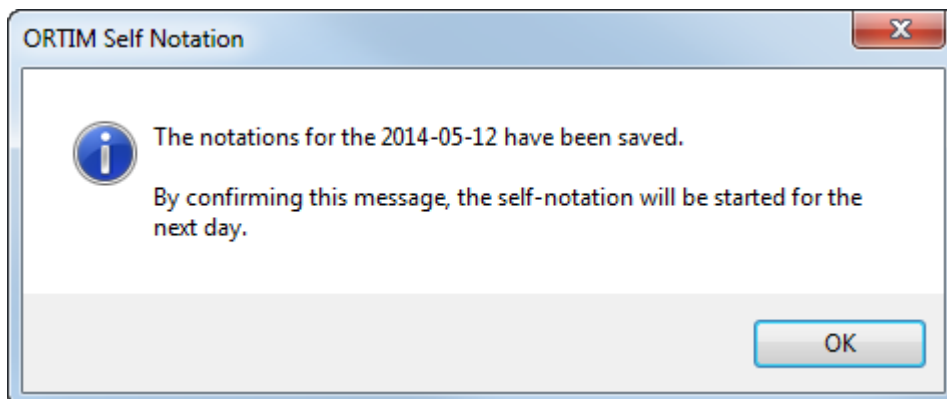 ORTIM Self Notation
The notations for the 2014-05-12 have been saved.
By confirming this message, the self-notation will be started for the
next day.
OK